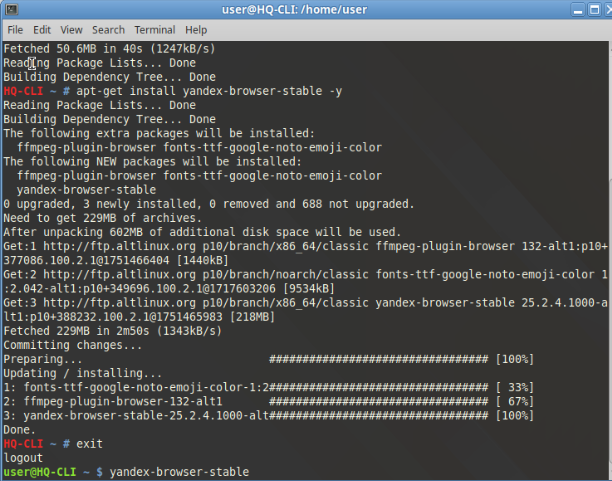 user@HQ-CLI: /home/user
File Edit View Search Terminal Help
Fetched 50.6MB in 40s (1247kB/s)
Reading Package Lists... Done
Building Dependency Tree... Done
HQ-CLI ~ # apt-get install yandex-browser-stable -y
Reading Package Lists... Done
Building Dependency Tree... Done
The following extra packages will be installed:
  ffmpeg-plugin-browser fonts-ttf-google-noto-emoji-color
The following NEW packages will be installed:
  ffmpeg-plugin-browser fonts-ttf-google-noto-emoji-color
  yandex-browser-stable
0 upgraded, 3 newly installed, 0 removed and 688 not upgraded.
Need to get 229MB of archives.
After unpacking 602MB of additional disk space will be used.
Get:1 http://ftp.altlinux.org p10/branch/x86_64/classic ffmpeg-plugin-browser 132-alt1:p10+
377086.100.2.1@1751466404 [1440kB]
Get:2 http://ftp.altlinux.org p10/branch/noarch/classic fonts-ttf-google-noto-emoji-color 1
:2.042-alt1:p10+349696.100.2.1@1717603206 [9534kB]
Get:3 http://ftp.altlinux.org p10/branch/x86_64/classic yandex-browser-stable 25.2.4.1000-a
lt1:p10+388232.100.2.1@1751465983 [218MB]
Fetched 229MB in 2m50s (1343kB/s)
Committing changes...
Preparing... ################################# [100%]
Updating / installing...
1: fonts-ttf-google-noto-emoji-color-1:2################################# [ 33%]
2: ffmpeg-plugin-browser-132-alt1 ################################# [ 67%]
3: yandex-browser-stable-25.2.4.1000-alt################################# [100%]
Done.
HQ-CLI ~ # exit
logout
user@HQ-CLI ~ $ yandex-browser-stable